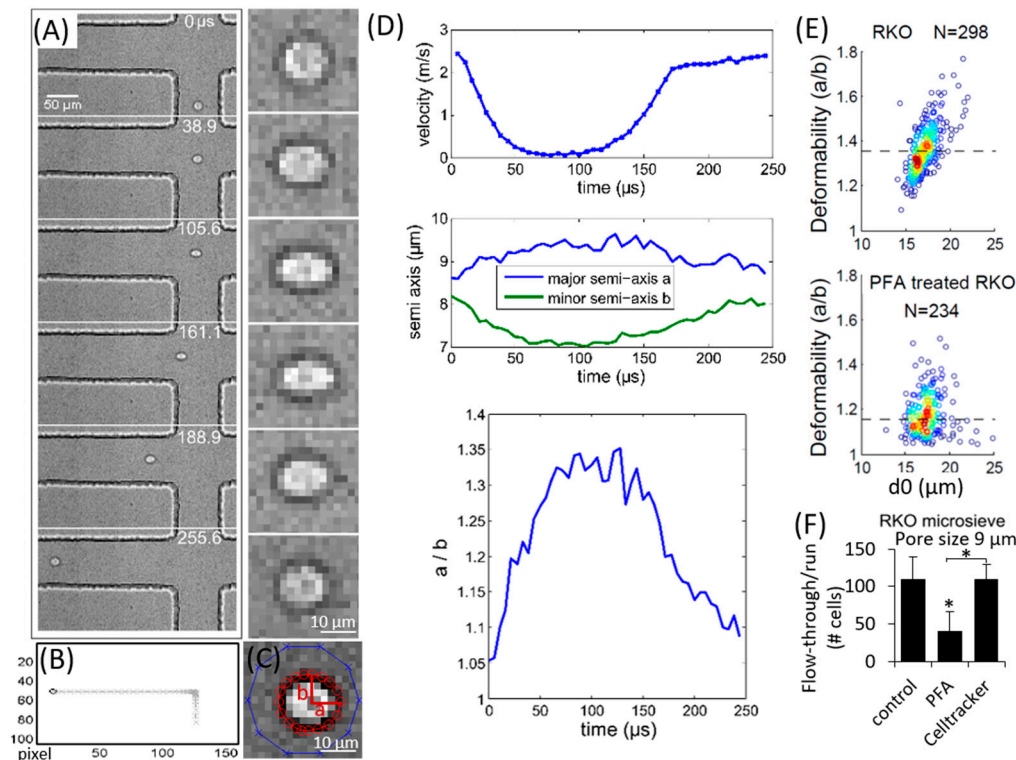 (A)
0 µs
50 µm
38.9
105.6
161.1
188.9
255.6
10 µm
(B)
20
40
60
80
100
pixel
50
100
150
(C)
b
a
10 µm
(D)
velocity (m/s)
3
2
1
0
0
50
100
150
200
250
time (µs)
semi axis (µm)
10
9
8
7
major semi-axis a
minor semi-axis b
0
50
100
150
200
250
time (µs)
a / b
1.4
1.35
1.3
1.25
1.2
1.15
1.1
1.05
1
0
50
100
150
200
250
time (µs)
(E)
RKO N=298
Deformability (a/b)
1.8
1.6
1.4
1.2
1
10
15
20
25
PFA treated RKO
N=234
Deformability (a/b)
1.8
1.6
1.4
1.2
1
10
15
20
25
d0 (µm)
(F)
RKO microsieve
Pore size 9 µm
Flow-through/run
(# cells)
150
100
50
0
*
*
control
PFA
Celltracker